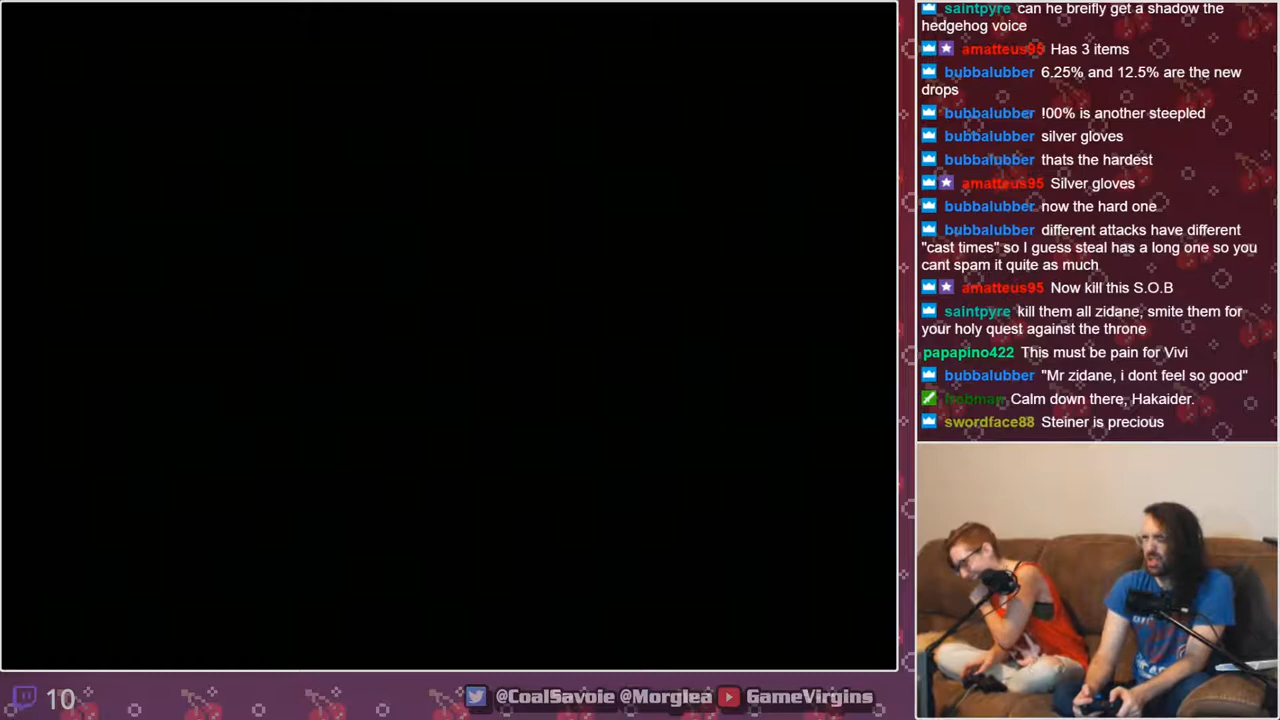 saintpyre can he breifly get a shadow the
hedgehog voice
amatteus95 Has 3 items
bubbalubber 6.25% and 12.5% are the new
drops
bubbalubber !00% is another steepled
bubbalubber silver gloves
bubbalubber thats the hardest
amatteus95 Silver gloves
bubbalubber now the hard one
bubbalubber different attacks have different
"cast times" so I guess steal has a long one so you
cant spam it quite as much
amatteus95 Now kill this S.O.B
saintpyre kill them all zidane, smite them for
your holy quest against the throne
papapino422 This must be pain for Vivi
bubbalubber "Mr zidane, i dont feel so good"
Calm down there, Hakaider.
swordface88 Steiner is precious
10
@CoalSavoie @Morglea GameVirgins